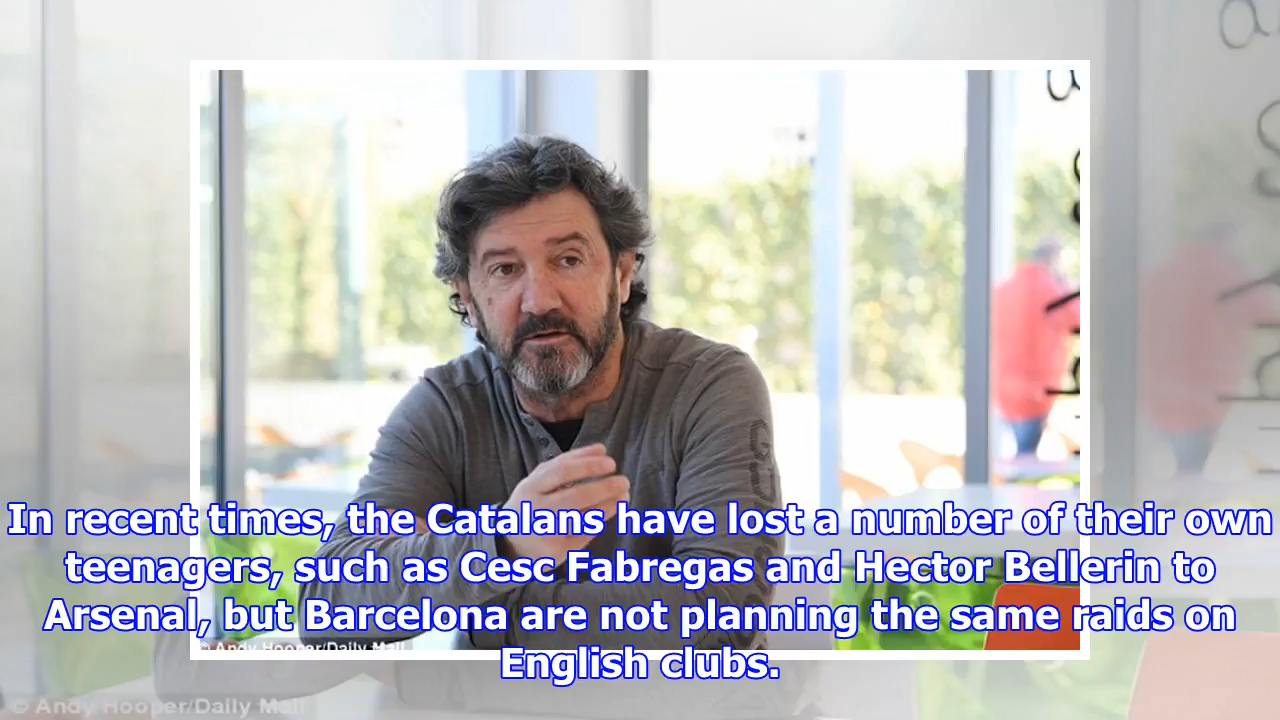 In recent times, the Catalans have lost a number of their own
teenagers, such as Cesc Fabregas and Hector Bellerin to
Arsenal, but Barcelona are not planning the same raids on
English clubs.
© Andy Hooper/Daily Mail
© Andy Hooper/Daily Mail